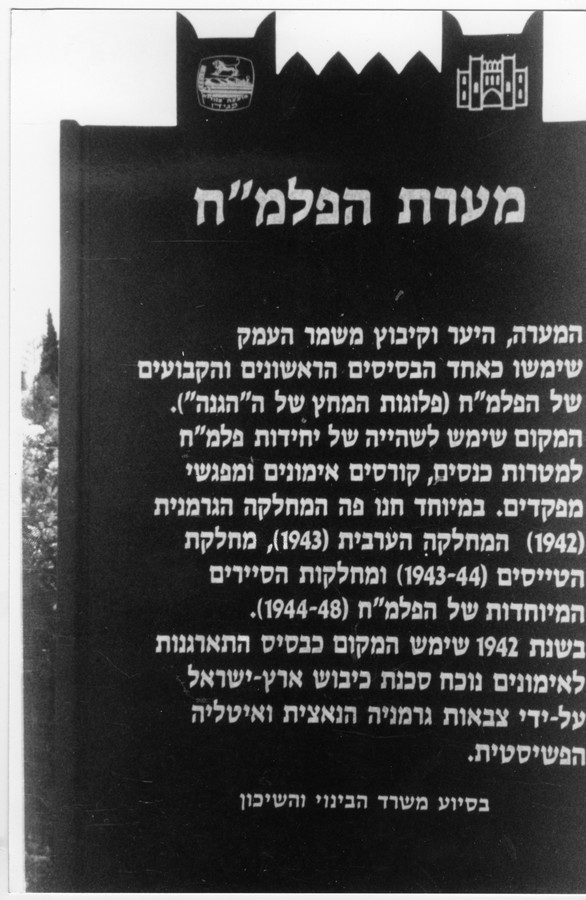 מערת הפלמ"ח
המערה, היער וקיבוץ משמר העמק
שימשו כאחד הבסיסים הראשונים והקבועים
של הפלמ"ח (פלוגות המחץ של ה"הגנה").
המקום שימש לשהייה של יחידות פלמ"ח
למטרות כנסים, קורסים אימונים ומפגשי
מפקדים. במיוחד חנו פה המחלקה הגרמנית
(1942) המחלקה הערבית (1943), מחלקת
הטייסים (1943-44) ומחלקות הסיירים
המיוחדות של הפלמ"ח (1944-48).
בשנת 1942 שימש המקום כבסיס התארגנות
לאימונים נוכח סכנת כיבוש ארץ-ישראל
על-ידי צבאות גרמניה הנאצית ואיטליה
הפשיסטית.
בסיוע משרד הבינוי והשיכון